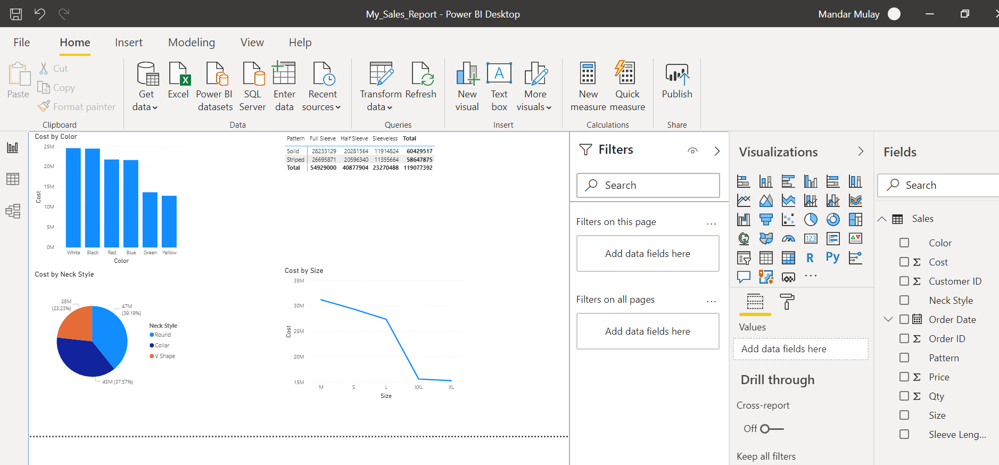 My_Sales_Report - Power BI Desktop
Mandar Mulay
File Home Insert Modeling View Help
Paste
Cut
Copy
Format painter
Clipboard
Get data
Excel
Power BI datasets
SQL Server
Enter data
Recent sources
Data
Transform data
Refresh
Queries
New visual
Text box
More visuals
Insert
New measure
Quick measure
Calculations
Publish
Share
Cost by Color
Cost
25M
20M
15M
10M
5M
0M
White Black Red Blue Green Yellow
Color
Pattern Full Sleeve Half Sleeve Sleeveless Total
Solid 28233129 20281564 11914824 60429517
Striped 26695871 20596340 11355664 58647875
Total 54929000 40877904 23270488 119077392
Cost by Neck Style
28M
(23.23%)
47M
(39.19%)
45M (37.57%)
Neck Style
Round
Collar
V Shape
Cost by Size
Cost
35M
30M
25M
20M
15M
M S L XXL XL
Size
Filters
Search
Filters on this page ...
Add data fields here
Filters on all pages ...
Add data fields here
Visualizations
123
R
Py
...
Values
Add data fields here
Drill through
Cross-report
Off
Keep all filters
Fields
Search
Sales
Color
Σ Cost
Σ Customer ID
Neck Style
Order Date
Σ Order ID
Pattern
Σ Price
Σ Qty
Size
Sleeve Leng...